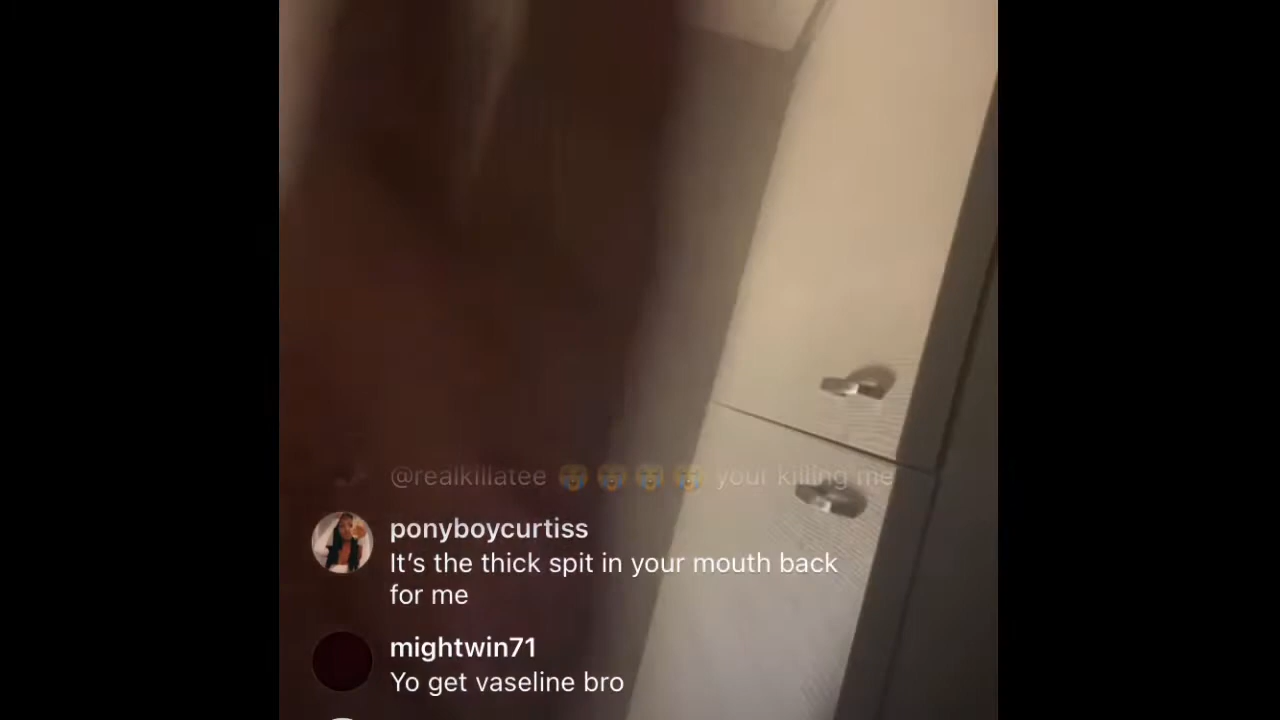 @realkillatee 😭 😭 😭 😭 your killing me
ponyboycurtiss
It’s the thick spit in your mouth back
for me
mightwin71
Yo get vaseline bro